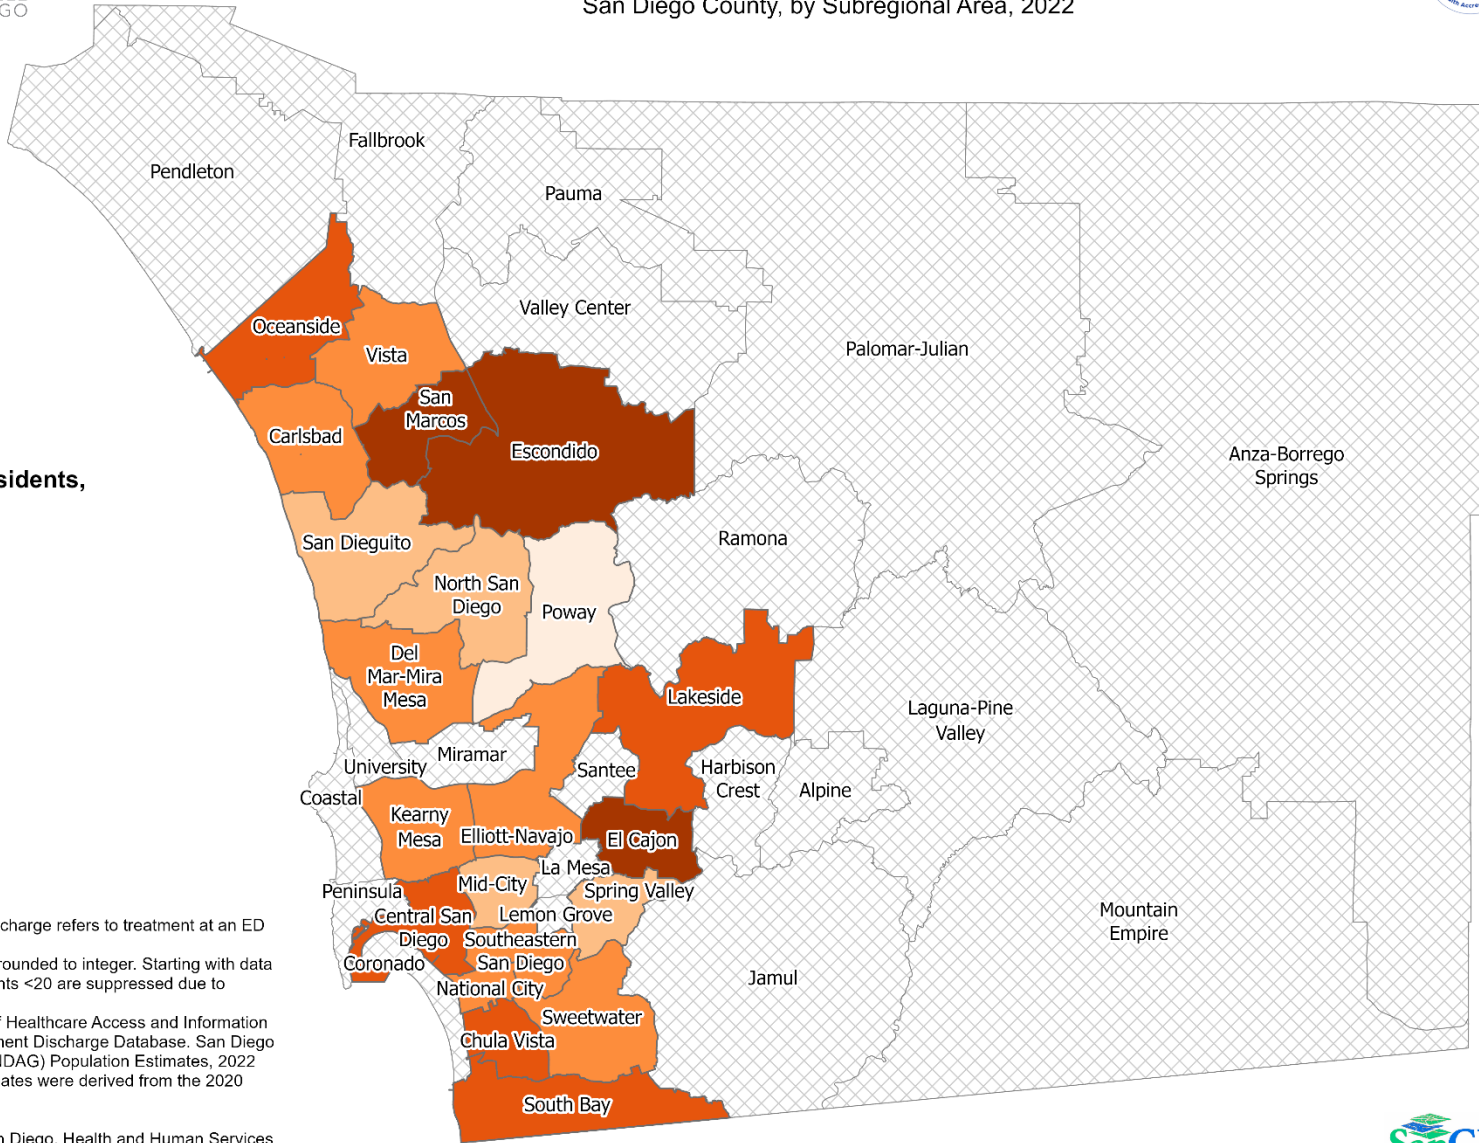 GO
San Diego County, by Subregional Area, 2022
Fallbrook
Pendleton
Pauma
Valley Center
Oceanside
Palomar-Julian
Vista
San
Marcos
Carlsbad
Escondido
Anza-Borrego
Springs
sidents,
San Dieguito
Ramona
North San
Diego
Poway
Del
Mar-Mira
Mesa
Lakeside
Laguna-Pine
Valley
Miramar
University
Santee
Harbison
Crest
Alpine
Coastal
Kearny
Mesa
Elliott-Navajo
El Cajon
La Mesa
Mid-City
Spring Valley
Peninsula
Central San
Diego
Lemon Grove
Mountain
Empire
Southeastern
San Diego
Coronado
Jamul
National City
Sweetwater
Chula Vista
South Bay
charge refers to treatment at an ED
rounded to integer. Starting with data
nts <20 are suppressed due to
f Healthcare Access and Information
ment Discharge Database. San Diego
NDAG) Population Estimates, 2022
ates were derived from the 2020
n Diego, Health and Human Services